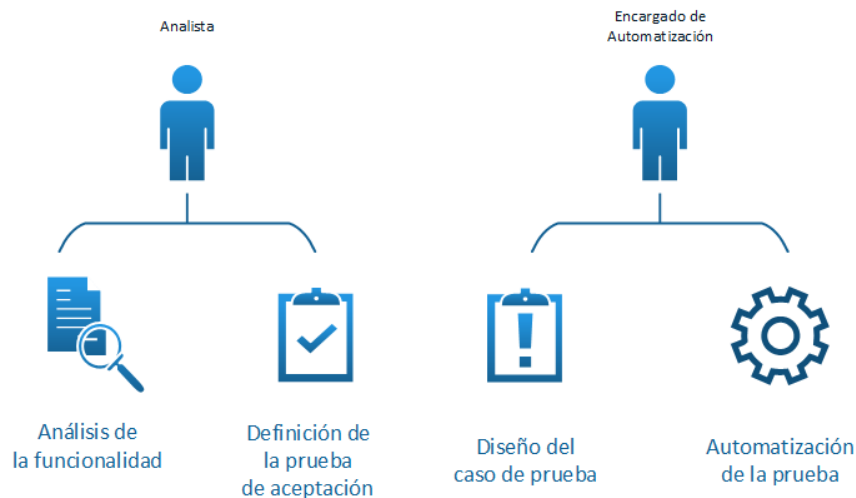 Analista
Encargado de
Automatización
Análisis de
la funcionalidad
Definición de
la prueba
de aceptación
Diseño del
caso de prueba
Automatización
de la prueba